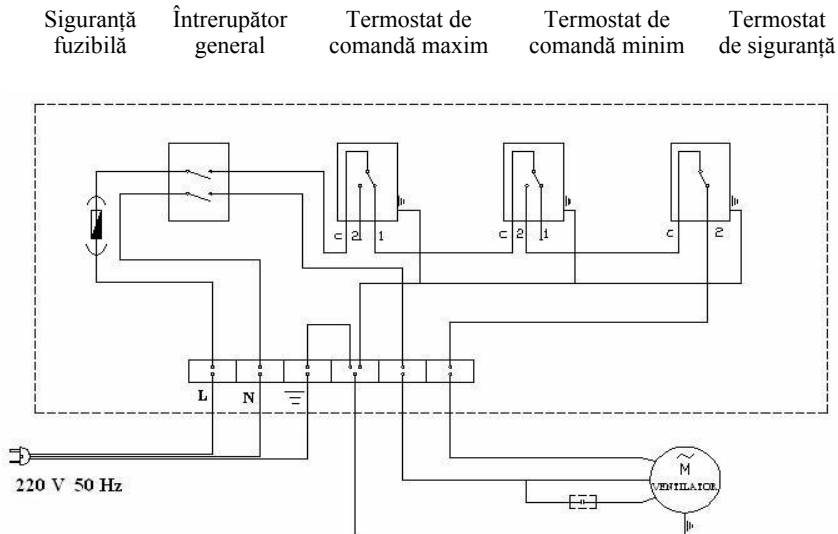 Siguranță fuzibilă
Întrerupător general
Termostat de comandă maxim
Termostat de comandă minim
Termostat de siguranță
c 2 1
c 2 1
c 2
L N
220 V 50 Hz
M
VENTILATOR